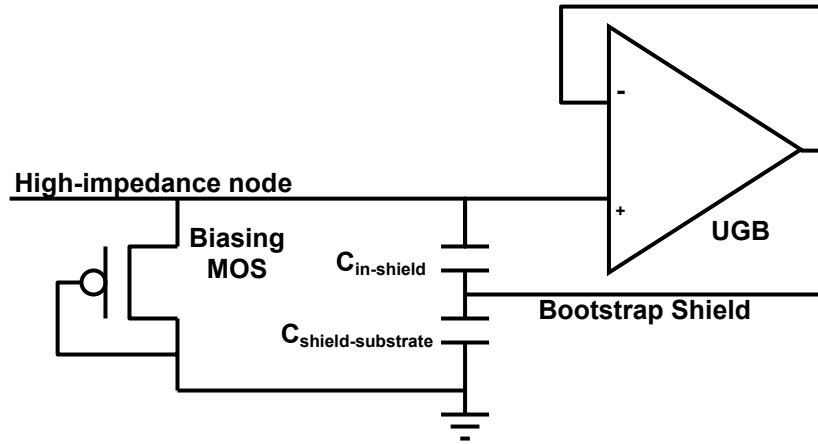 -
High-impedance node
+
Biasing
MOS
UGB
C_in-shield
Bootstrap Shield
C_shield-substrate